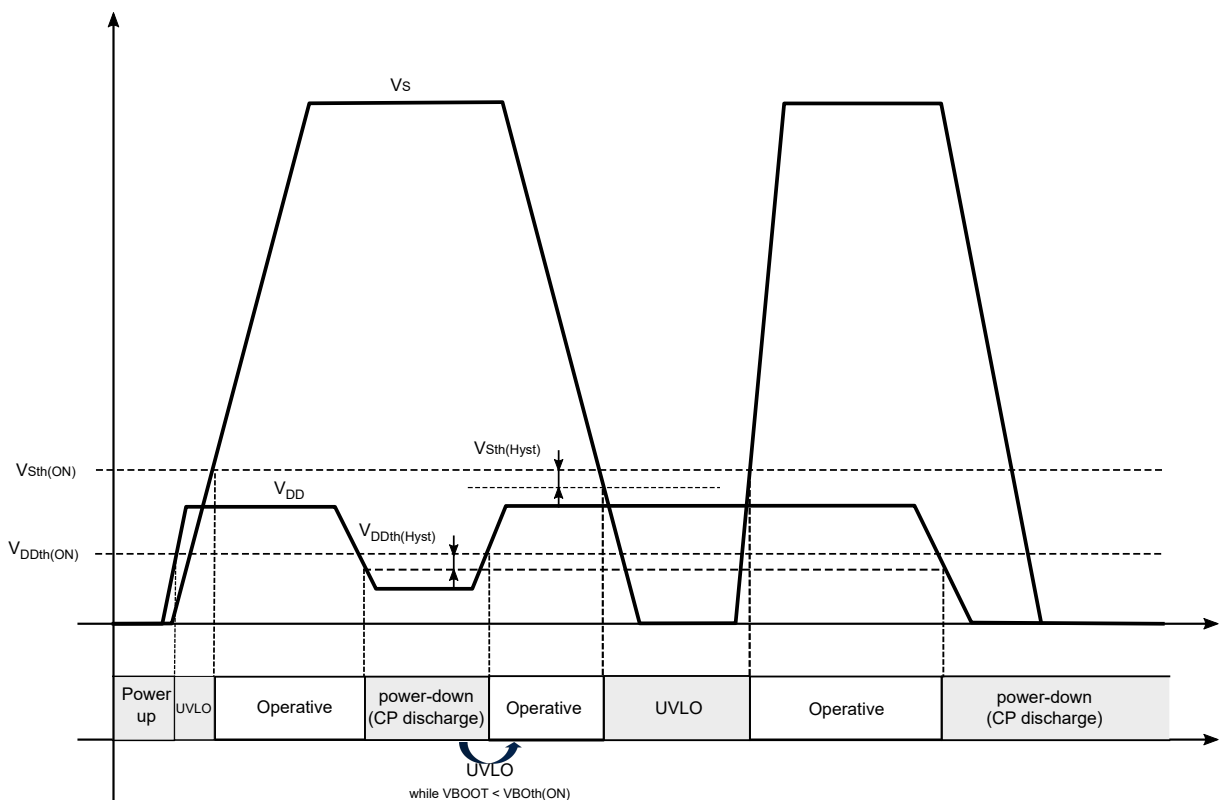 Vs
VSth(Hyst)
VSth(ON)
VDD
VDDth(Hyst)
VDDth(ON)
Power
up
UVLO
Operative
power-down
(CP discharge)
Operative
UVLO
Operative
power-down
(CP discharge)
UVLO
while VBOOT < VBOth(ON)